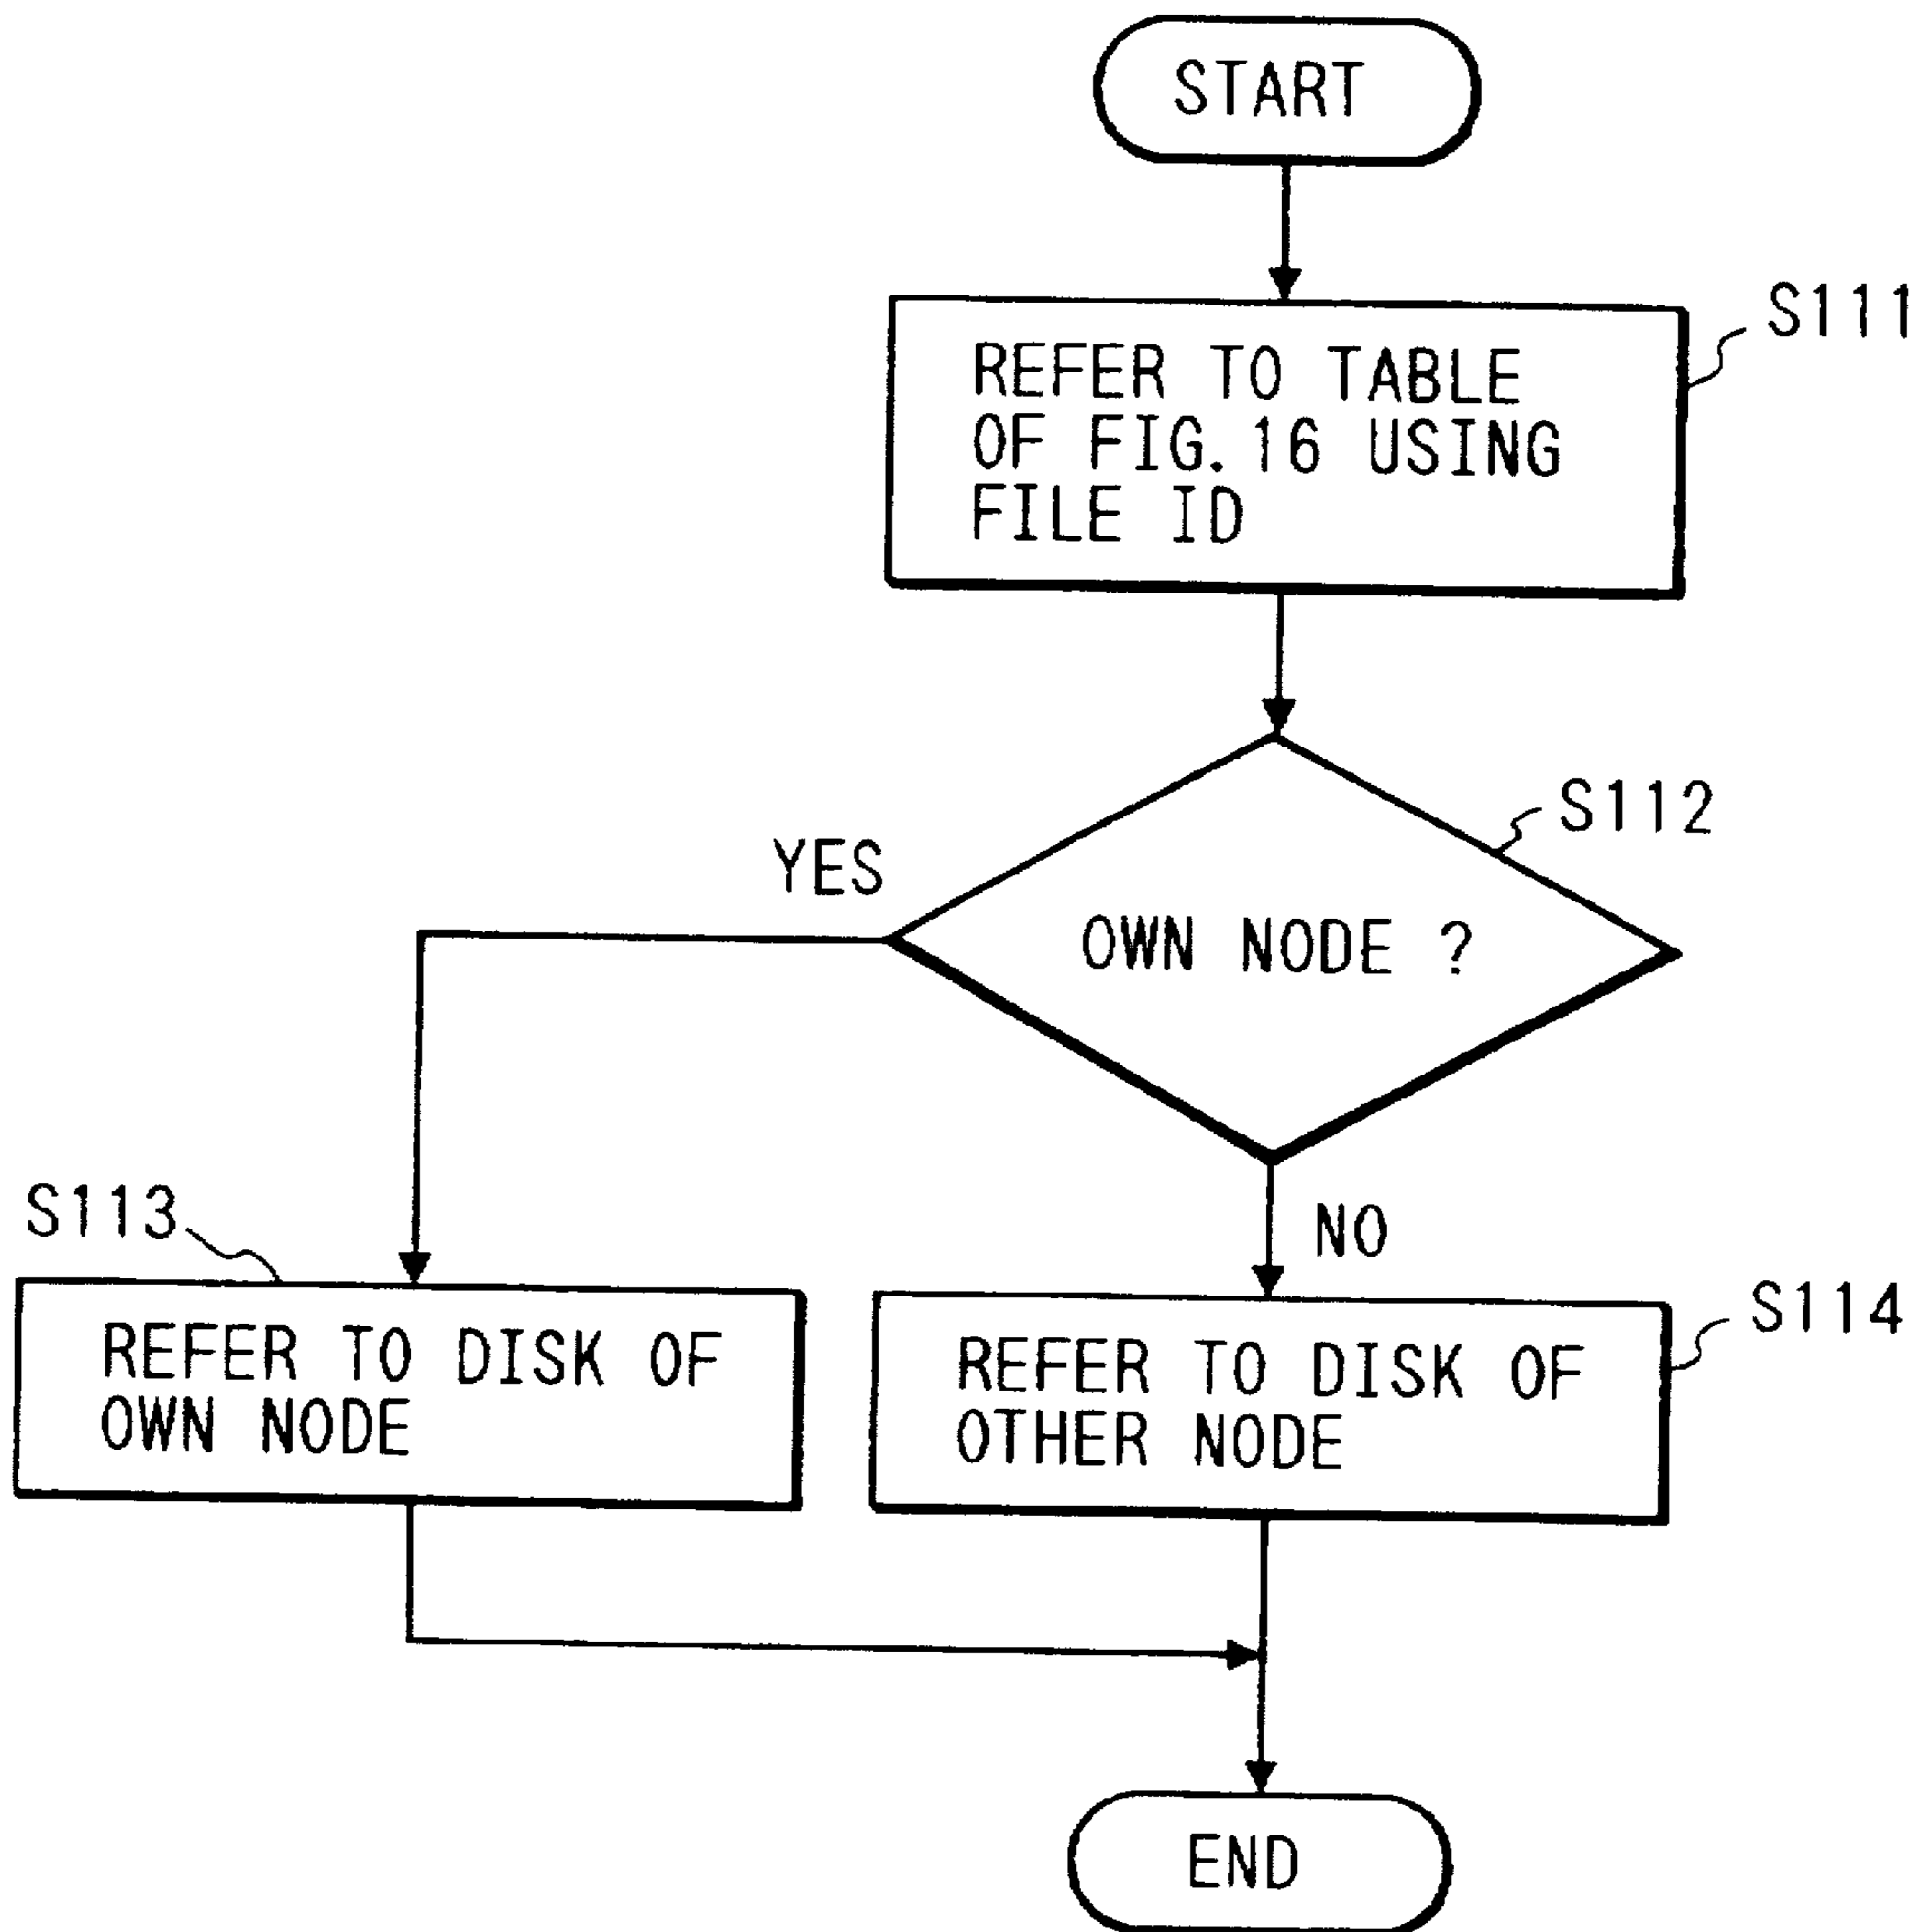 START
S111
REFER TO TABLE
OF FIG. 16 USING
FILE ID
S112
YES
OWN NODE ?
NO
S113
REFER TO DISK OF
OWN NODE
S114
REFER TO DISK OF
OTHER NODE
END